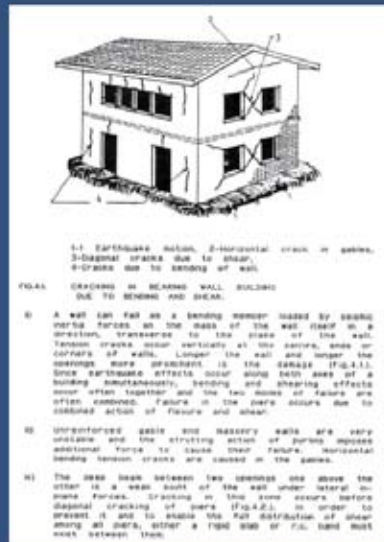 2
3
4
1-1 Earthquake motion, 2-Horizontal crack in gables,
3-Diagonal cracks due to shear,
4-Cracks due to bending of wall.
FIG.4.1. CRACKING IN BEARING WALL BUILDING
DUE TO BENDING AND SHEAR.
i) A wall can fail as a bending member loaded by seismic
inertia forces on the mass of the wall itself in a
direction, transverse to the plane of the wall.
Tension cracks occur vertically at the centre, ends or
corners of walls. Longer the wall and longer the
openings more prominent is the damage (Fig.4.1).
Since earthquake effects occur along both axes of a
building simultaneously, bending and shearing effects
occur often together and the two modes of failure are
often combined. Failure in the piers occurs due to
combined action of flexure and shear.
ii) Unreinforced gable end masonry walls are very
unstable and the strutting action of purlins imposes
additional force to cause their failure. Horizontal
bending tension cracks are caused in the gables.
iii) The deep beam between two openings one above the
other is a weak point of the wall under lateral in-
plane forces. Cracking in this zone occurs before
diagonal cracking of piers (Fig.4.2). In order to
prevent it and to enable the full distribution of shear
among all piers, either a rigid slab or r.c. band must
exist between them.